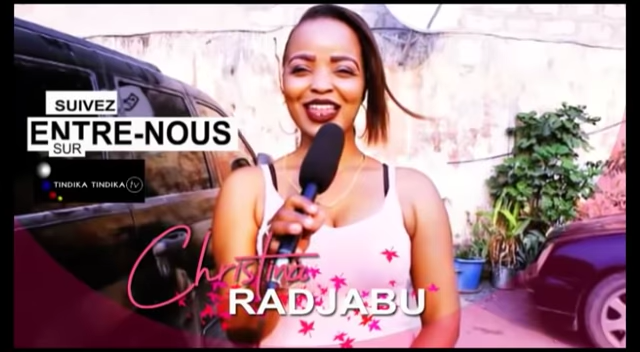 SUIVEZ
ENTRE-NOUS
SUR
TINDIKA TINDIKA tv
Christina
RADJABU